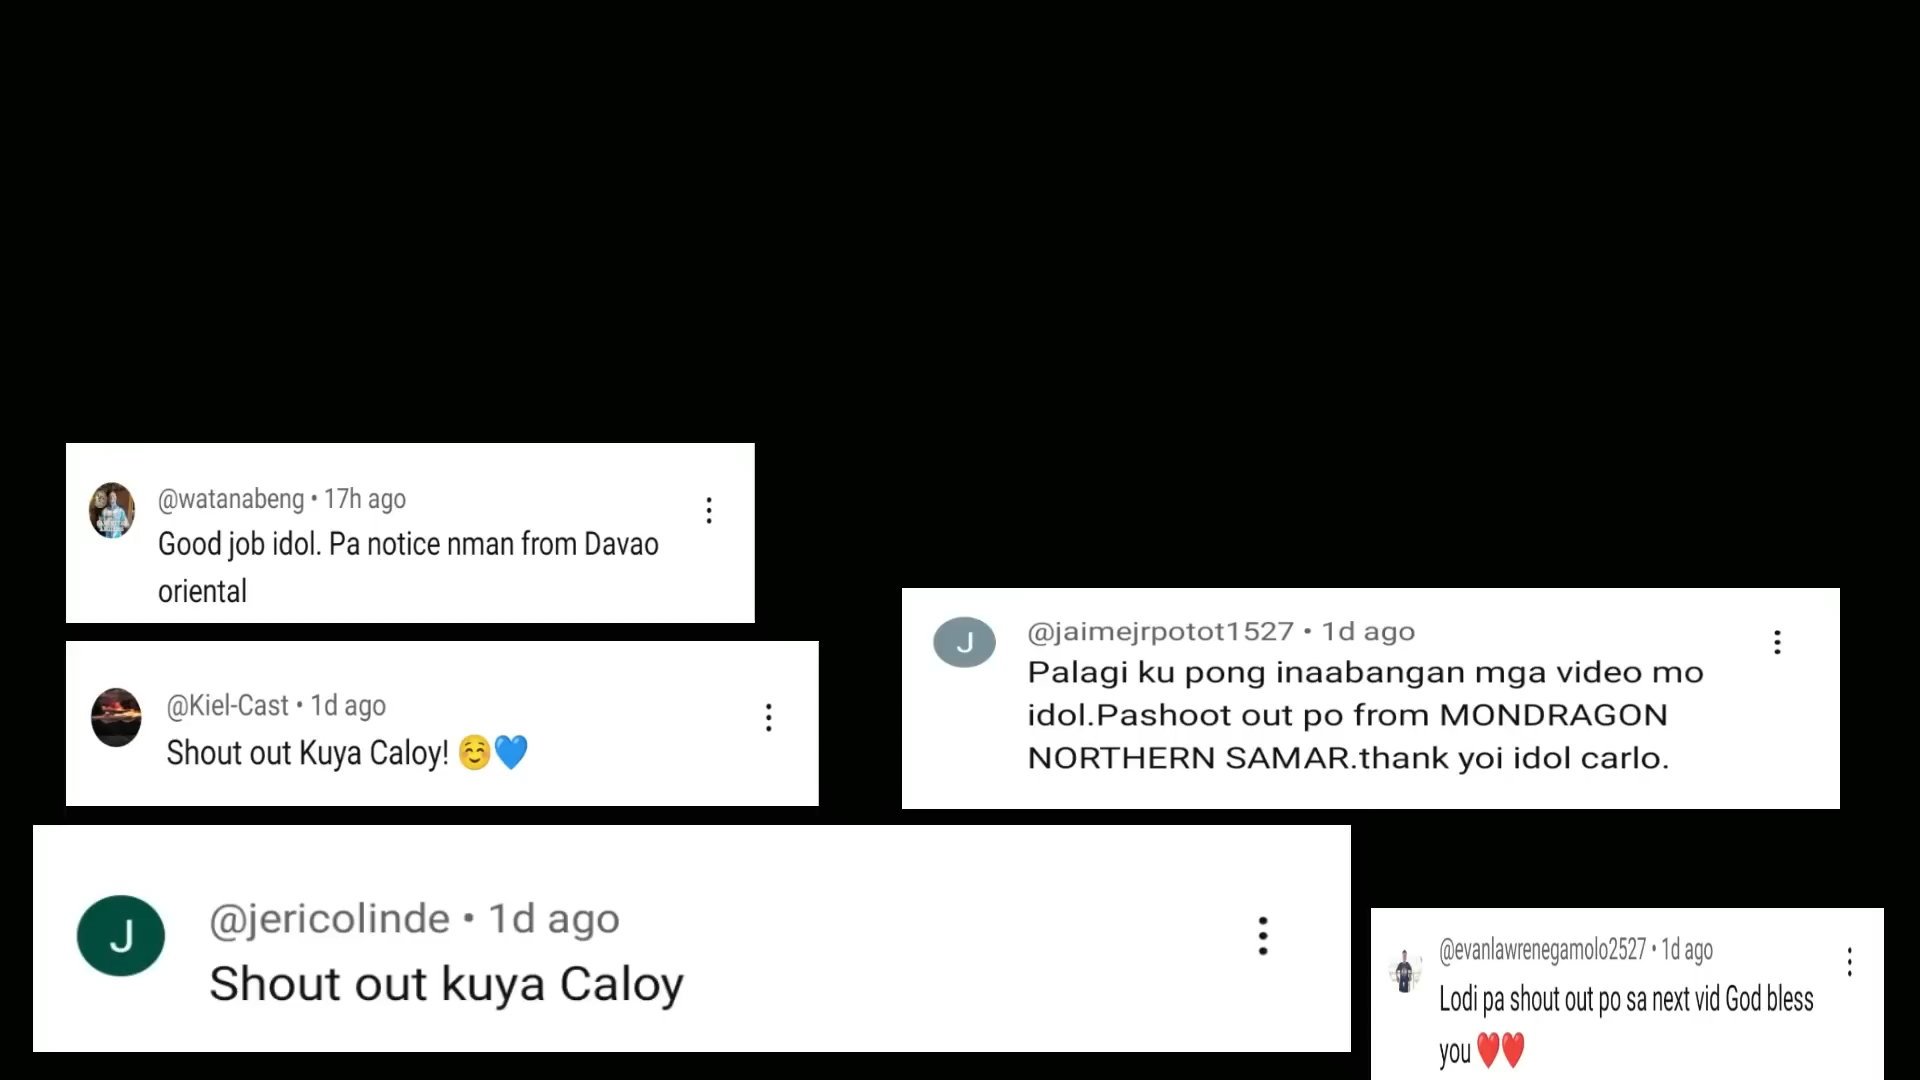 @watanabeng • 17h ago
Good job idol. Pa notice nman from Davao
oriental
@Kiel-Cast • 1d ago
Shout out Kuya Caloy! ☺️💙
J
@jaimejrpotot1527 • 1d ago
Palagi ku pong inaabangan mga video mo
idol.Pashoot out po from MONDRAGON
NORTHERN SAMAR.thank yoi idol carlo.
J
@jericolinde • 1d ago
Shout out kuya Caloy
@evanlawrenegamolo2527 • 1d ago
Lodi pa shout out po sa next vid God bless
you ❤️❤️